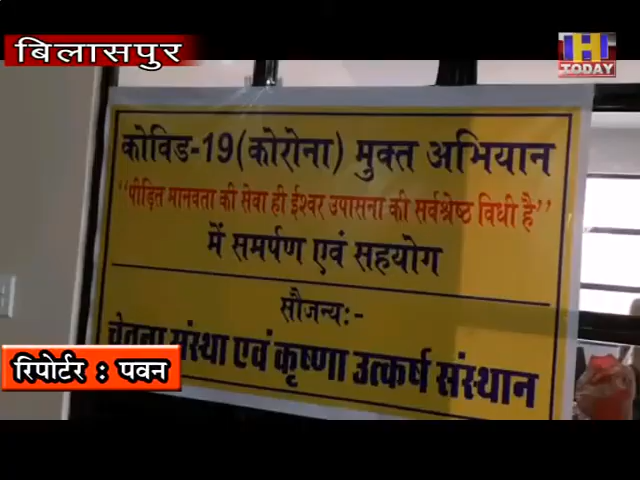 बिलासपुर
H
TODAY
कोविड-19(कोरोना) मुक्त अभियान
"पीड़ित मानवता की सेवा ही ईश्वर उपासना की सर्वश्रेष्ठ विधी है"
में समर्पण एवं सहयोग
सौजन्य:-
चेतना संस्था एवं कृष्णा उत्कर्ष संस्थान
रिपोर्टर : पवन